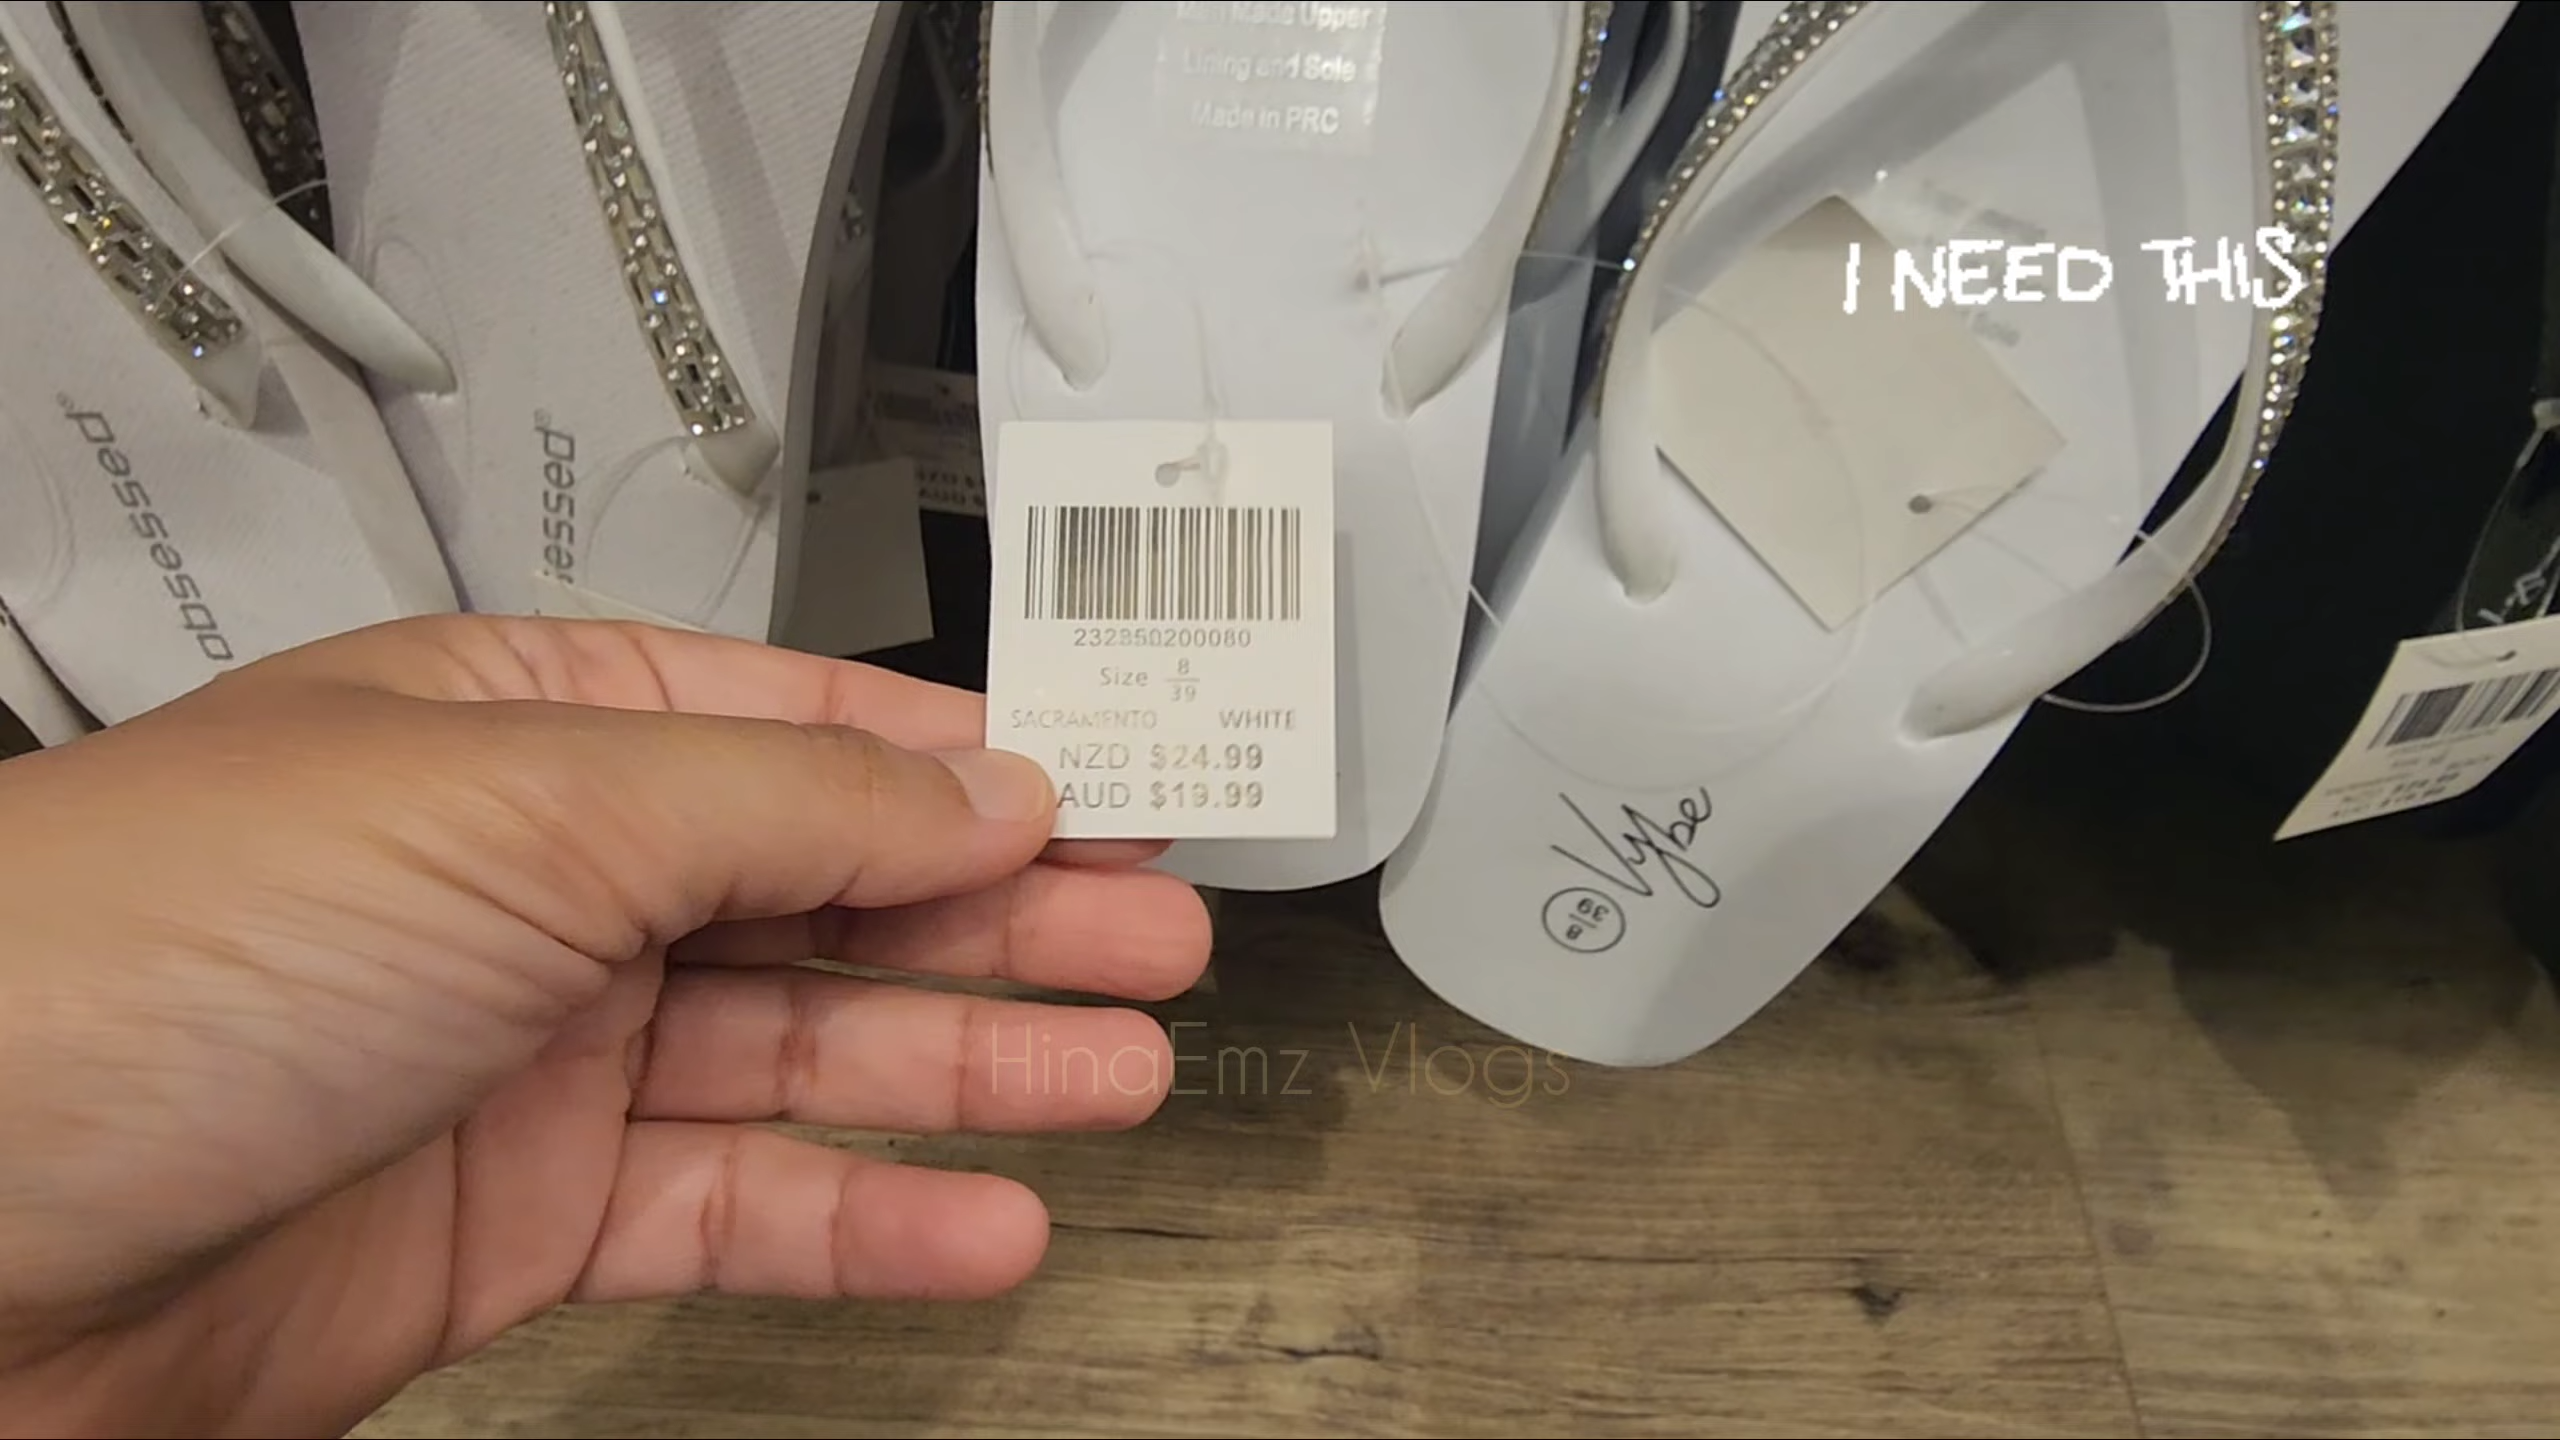 Man Made Upper
Lining and Sole
Made in PRC
I NEED THIS
Sole
obsessed®
essed®
232850200080
Size 8/39
SACRAMENTO WHITE
NZD $24.99
AUD $19.99
Vybe
8/39
HinaEmz Vlogs